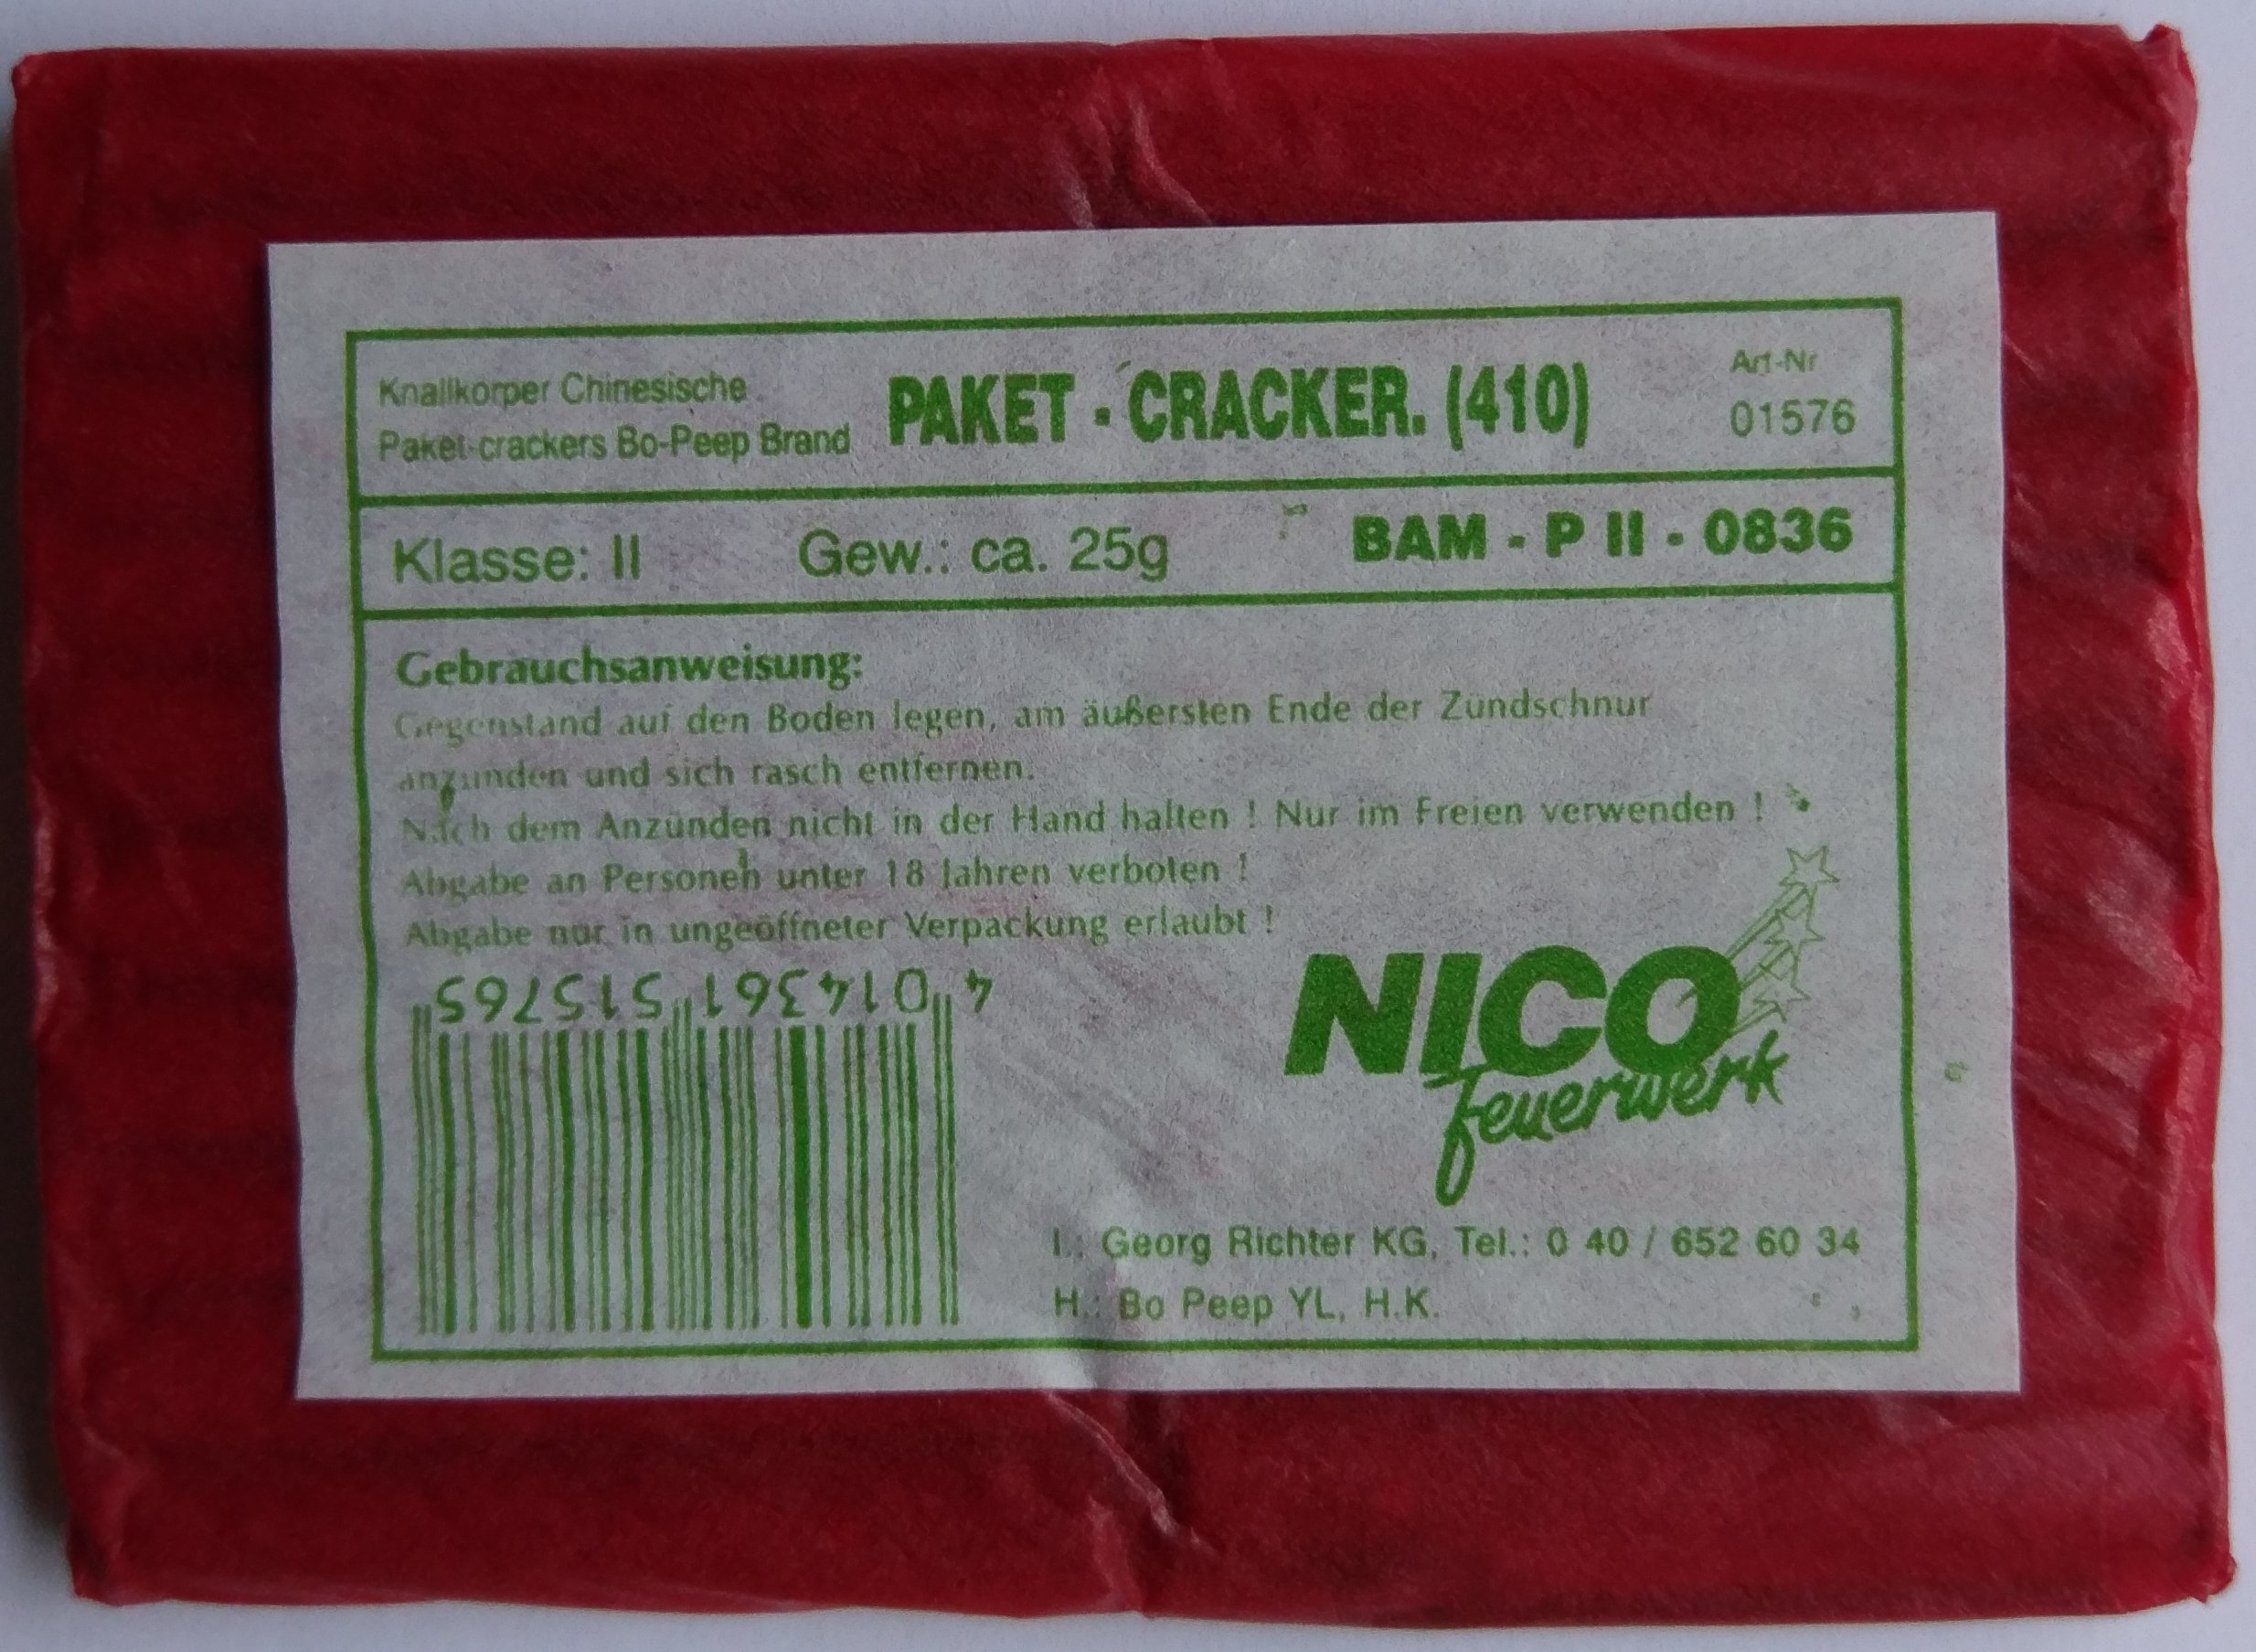 Knallkorper Chinesische
Paket-crackers Bo-Peep Brand
PAKET - CRACKER. (410)
Art-Nr
01576
Klasse: II Gew.: ca. 25g BAM - P II - 0836
Gebrauchsanweisung:
Gegenstand auf den Boden legen, am äußersten Ende der Zündschnur
anzunden und sich rasch entfernen.
Nach dem Anzünden nicht in der Hand halten ! Nur im Freien verwenden !
Abgabe an Personen unter 18 Jahren verboten !
Abgabe nur in ungeöffneter Verpackung erlaubt !
4 014361 515765
NICO
feuerwerk
I.: Georg Richter KG, Tel.: 0 40 / 652 60 34
H.: Bo Peep YL, H.K.